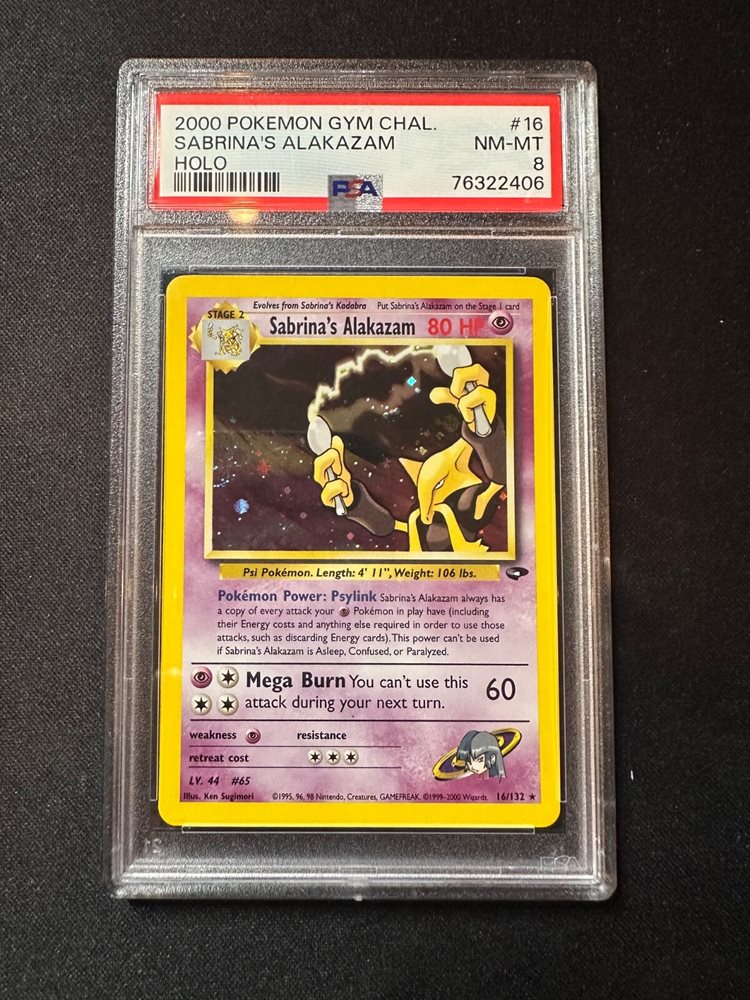 2000 POKEMON GYM CHAL. #16
SABRINA'S ALAKAZAM NM-MT
HOLO 8
PSA 76322406
Evolves from Sabrina's Kadabra Put Sabrina's Alakazam on the Stage 1 card
STAGE 2
Sabrina's Alakazam 80 HP
Psi Pokémon. Length: 4' 11", Weight: 106 lbs.
Pokémon Power: Psylink Sabrina's Alakazam always has
a copy of every attack your Pokémon in play have (including
their Energy costs and anything else required in order to use those
attacks, such as discarding Energy cards). This power can't be used
if Sabrina's Alakazam is Asleep, Confused, or Paralyzed.
Mega Burn You can't use this
attack during your next turn. 60
weakness resistance
retreat cost
LV. 44 #65
Illus. Ken Sugimori ©1995, 96, 98 Nintendo, Creatures, GAMEFREAK. ©1999-2000 Wizards. 16/132 ★